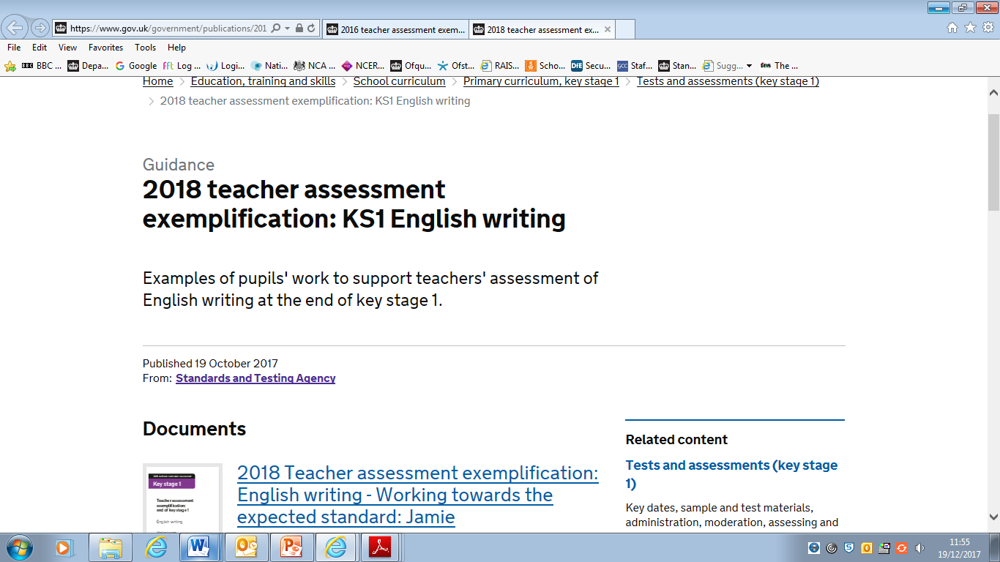 https://www.gov.uk/government/publications/201
2016 teacher assessment exem...
2018 teacher assessment ex...
File Edit View Favorites Tools Help
BBC ... Depa... Google fft Log ... Logi... Nati... NCA ... NCER... Ofqu... Ofst... RAIS... Scho... DfE Secu... GCC Staf... Stan... Sugg... tes The ...
Home > Education, training and skills > School curriculum > Primary curriculum, key stage 1 > Tests and assessments (key stage 1)
> 2018 teacher assessment exemplification: KS1 English writing
Guidance
2018 teacher assessment
exemplification: KS1 English writing
Examples of pupils' work to support teachers' assessment of
English writing at the end of key stage 1.
Published 19 October 2017
From: Standards and Testing Agency
Documents
Key stage 1
Teacher assessment
exemplification:
end of key stage 1
English writing
2018 Teacher assessment exemplification:
English writing - Working towards the
expected standard: Jamie
Related content
Tests and assessments (key stage
1)
Key dates, sample and test materials,
administration, moderation, assessing and
11:55
19/12/2017